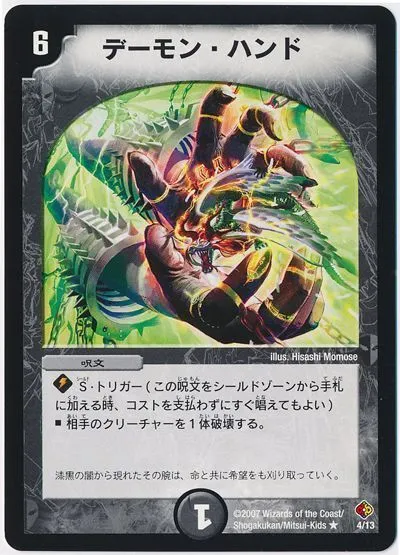 6
デーモン・ハンド
illus. Hisashi Momose
呪文
S・トリガー(この呪文をシールドゾーンから手札
に加える時、コストを支払わずにすぐ唱えてもよい)
■相手のクリーチャーを1体破壊する。
漆黒の闇から現れたその腕は、命と共に希望をも刈り取っていく。
1
©2007 Wizards of the Coast/
Shogakukan/Mitsui-Kids ★
4/13